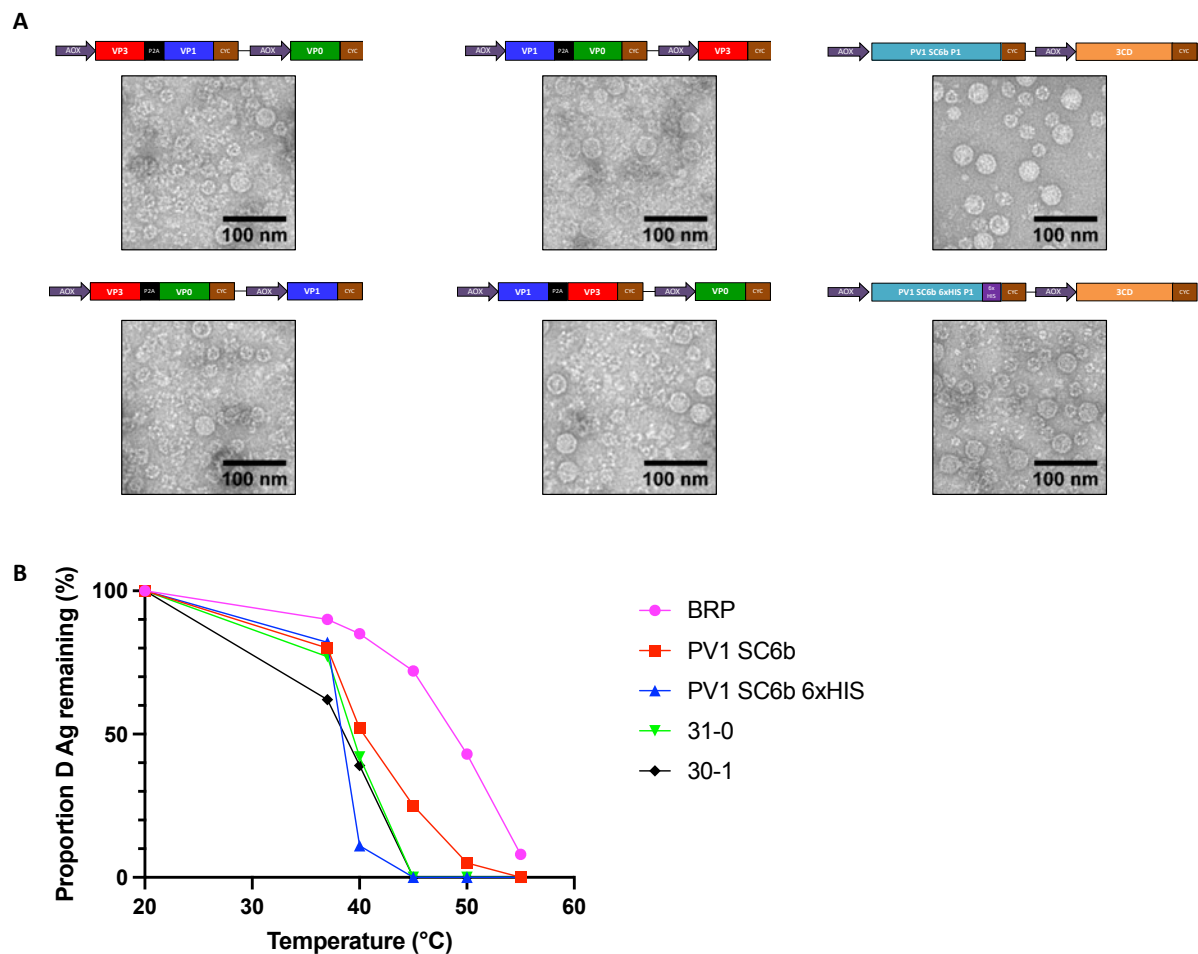 A
AOX VP3 P2A VP1 CYC AOX VP0 CYC
AOX VP1 P2A VP0 CYC AOX VP3 CYC
AOX PV1 SC6b P1 CYC AOX 3CD CYC
100 nm
100 nm
100 nm
AOX VP3 P2A VP0 CYC AOX VP1 CYC
AOX VP1 P2A VP3 CYC AOX VP0 CYC
AOX PV1 SC6b 6xHIS P1 6x HIS CYC AOX 3CD CYC
100 nm
100 nm
100 nm
B
Proportion D Ag remaining (%)
100
50
0
20 30 40 50 60
Temperature (°C)
BRP
PV1 SC6b
PV1 SC6b 6xHIS
31-0
30-1